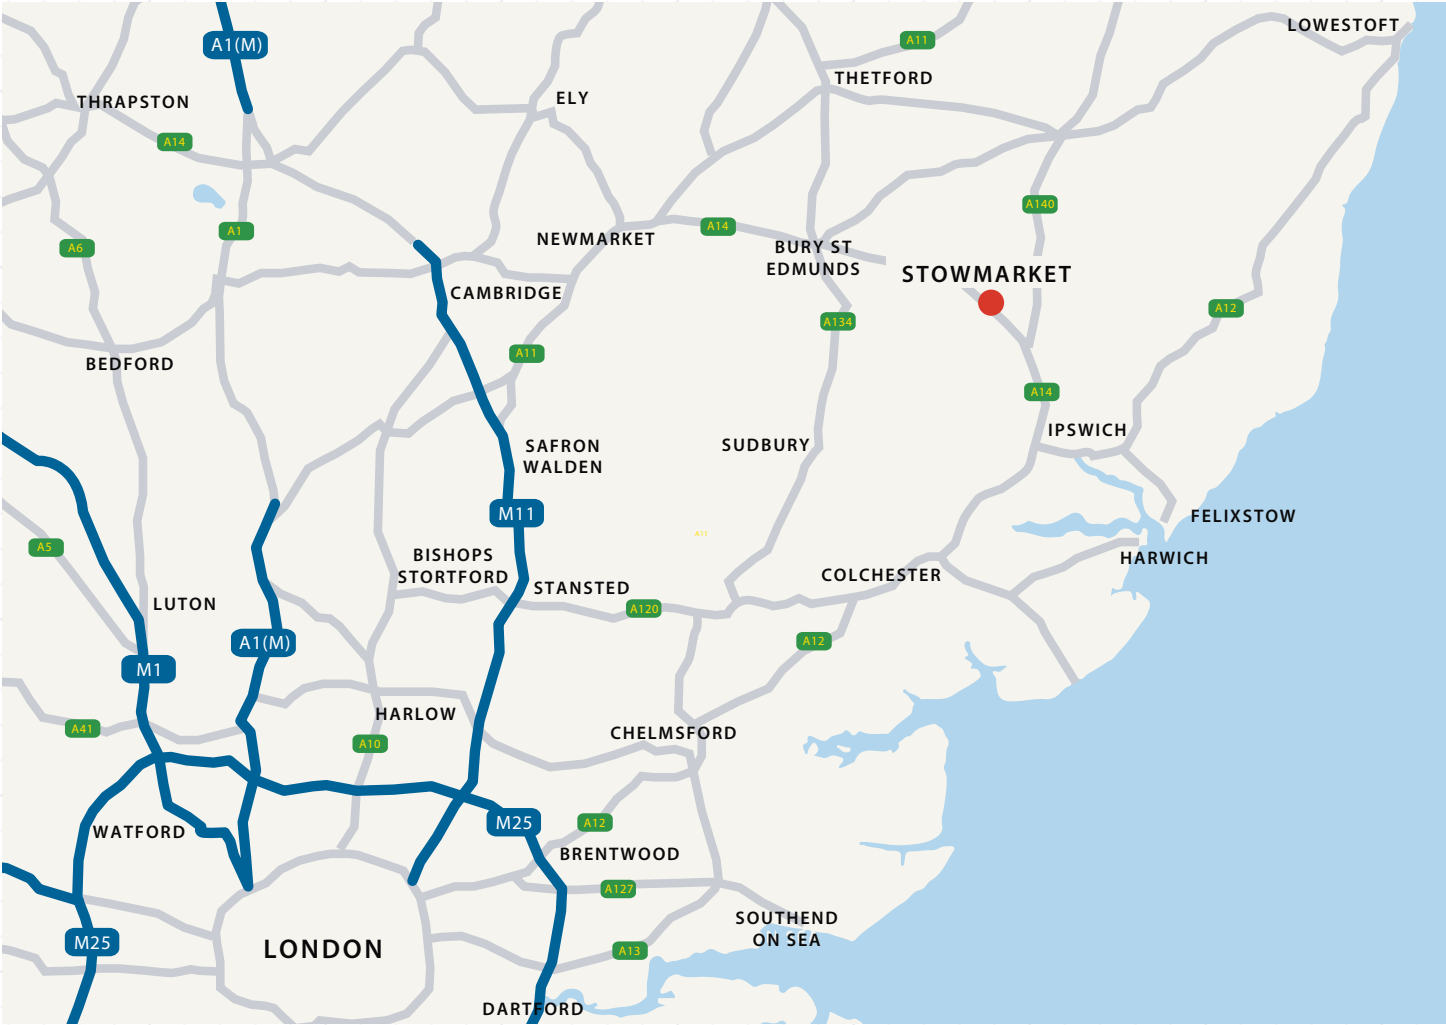 LOWESTOFT
A1(M)
A11
THETFORD
THRAPSTON
ELY
A14
A140
A1
A14
A6
NEWMARKET
BURY ST
EDMUNDS
STOWMARKET
CAMBRIDGE
A12
A134
A11
BEDFORD
A14
IPSWICH
SAFRON
WALDEN
SUDBURY
M11
FELIXSTOW
A11
A5
BISHOPS
STORTFORD
HARWICH
COLCHESTER
STANSTED
LUTON
A120
A1(M)
A12
M1
HARLOW
A41
CHELMSFORD
A10
M25
A12
WATFORD
BRENTWOOD
A127
SOUTHEND
ON SEA
M25
LONDON
A13
DARTFORD